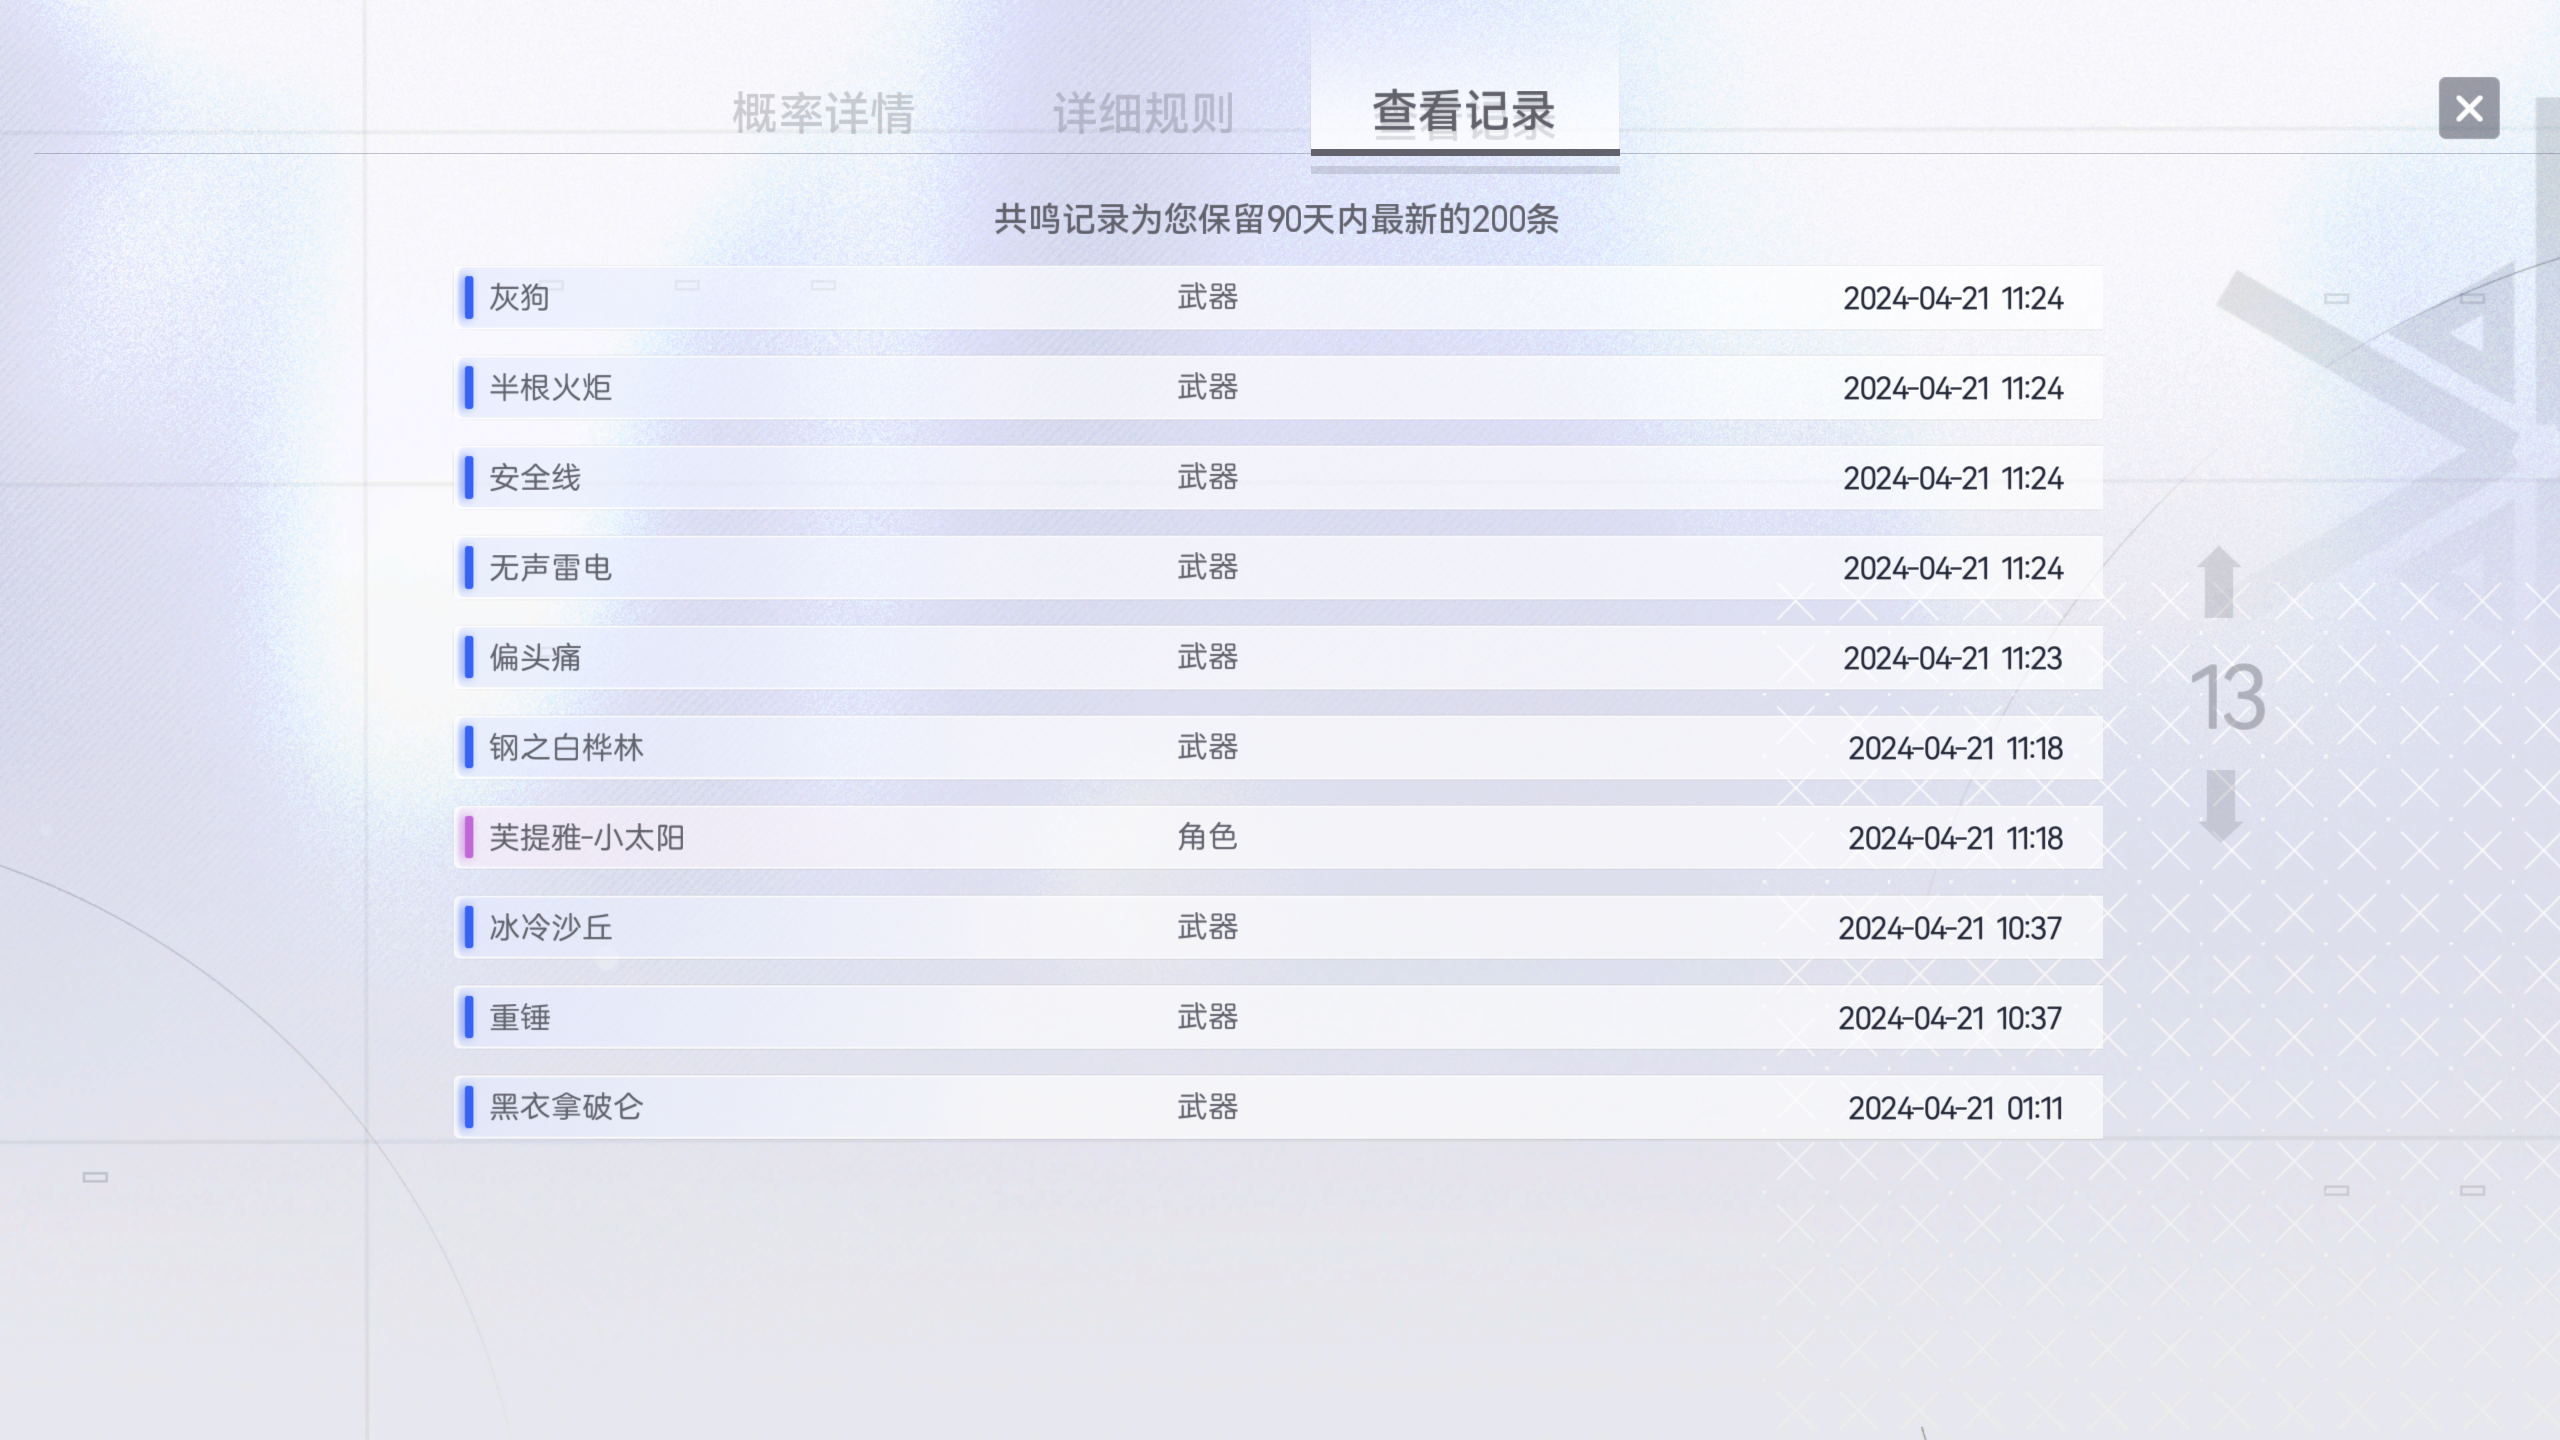 概率详情 详细规则 查看记录
共鸣记录为您保留90天内最新的200条
灰狗 武器 2024-04-21 11:24
半根火炬 武器 2024-04-21 11:24
安全线 武器 2024-04-21 11:24
无声雷电 武器 2024-04-21 11:24
偏头痛 武器 2024-04-21 11:23
钢之白桦林 武器 2024-04-21 11:18
芙提雅-小太阳 角色 2024-04-21 11:18
冰冷沙丘 武器 2024-04-21 10:37
重锤 武器 2024-04-21 10:37
黑衣拿破仑 武器 2024-04-21 01:11
13